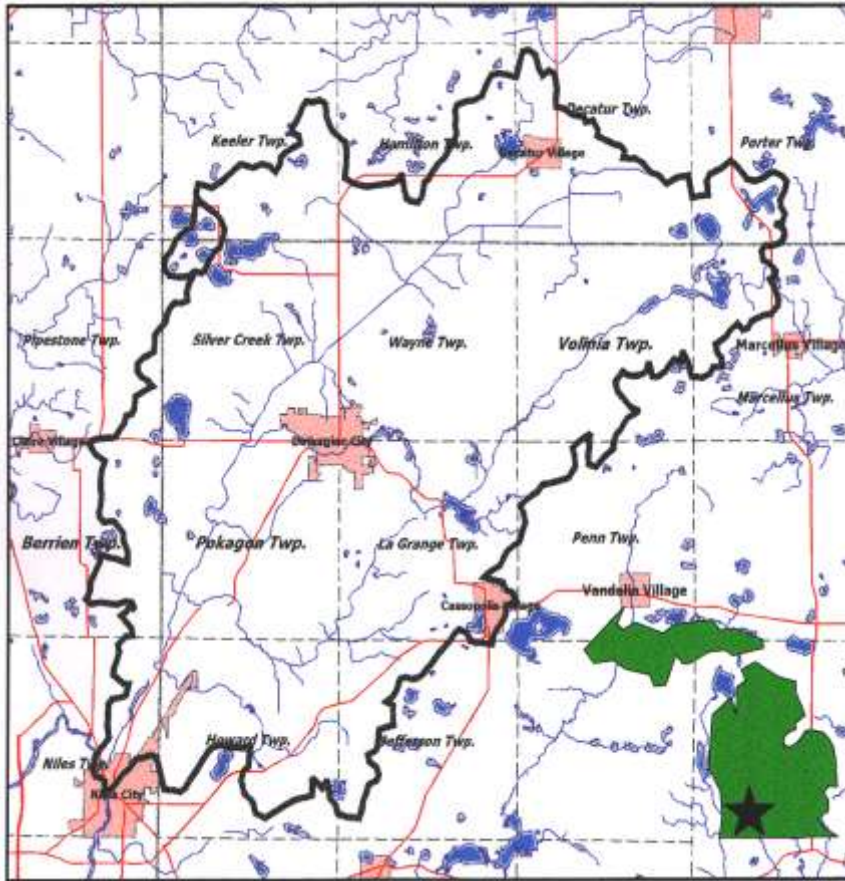 Decatur Twp.
Keeler Twp.
Hamilton Twp.
Porter Twp.
Decatur Village
Pipestone Twp.
Silver Creek Twp.
Wayne Twp.
Volinia Twp.
Marcellus Village
Marcellus Twp.
Village
Dowagiac City
Berrien Twp.
Pokagon Twp.
La Grange Twp.
Penn Twp.
Cassopolis Village
Vandalia Village
Niles Twp.
Howard Twp.
Jefferson Twp.
Niles City